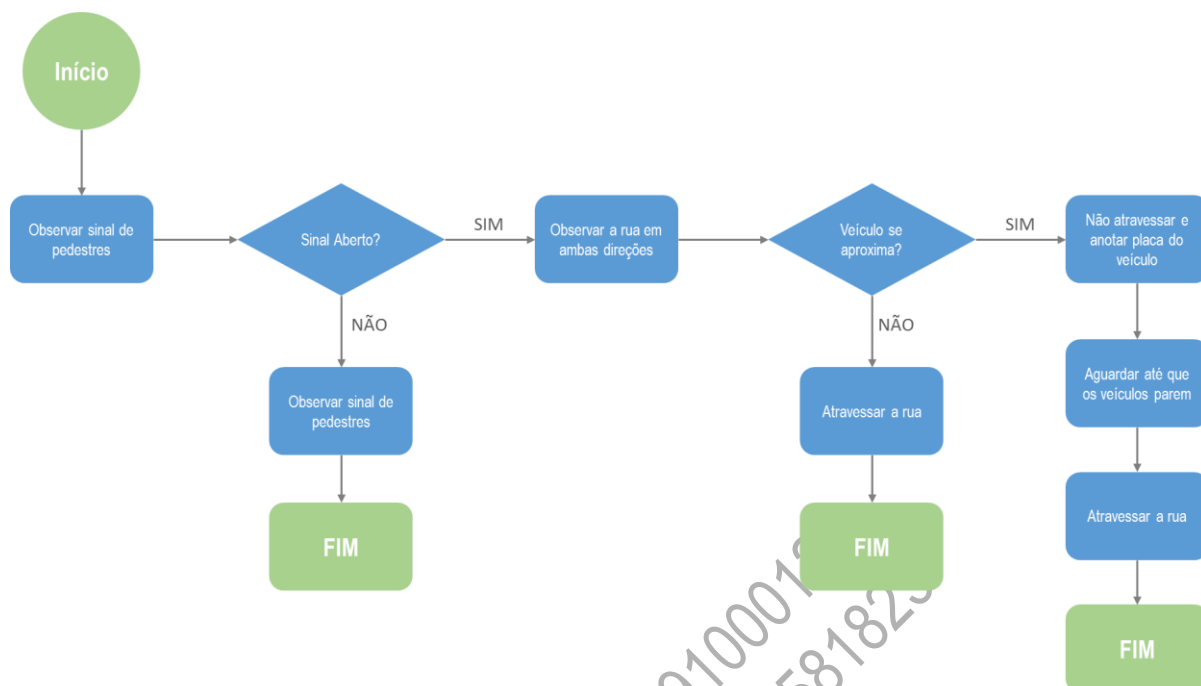 Início
Observar sinal de
pedestres
Sinal Aberto?
SIM
Observar a rua em
ambas direções
Veículo se
aproxima?
SIM
Não atravessar e
anotar placa do
veículo
NÃO
Observar sinal de
pedestres
FIM
NÃO
Atravessar a rua
FIM
Aguardar até que
os veículos parem
Atravessar a rua
FIM